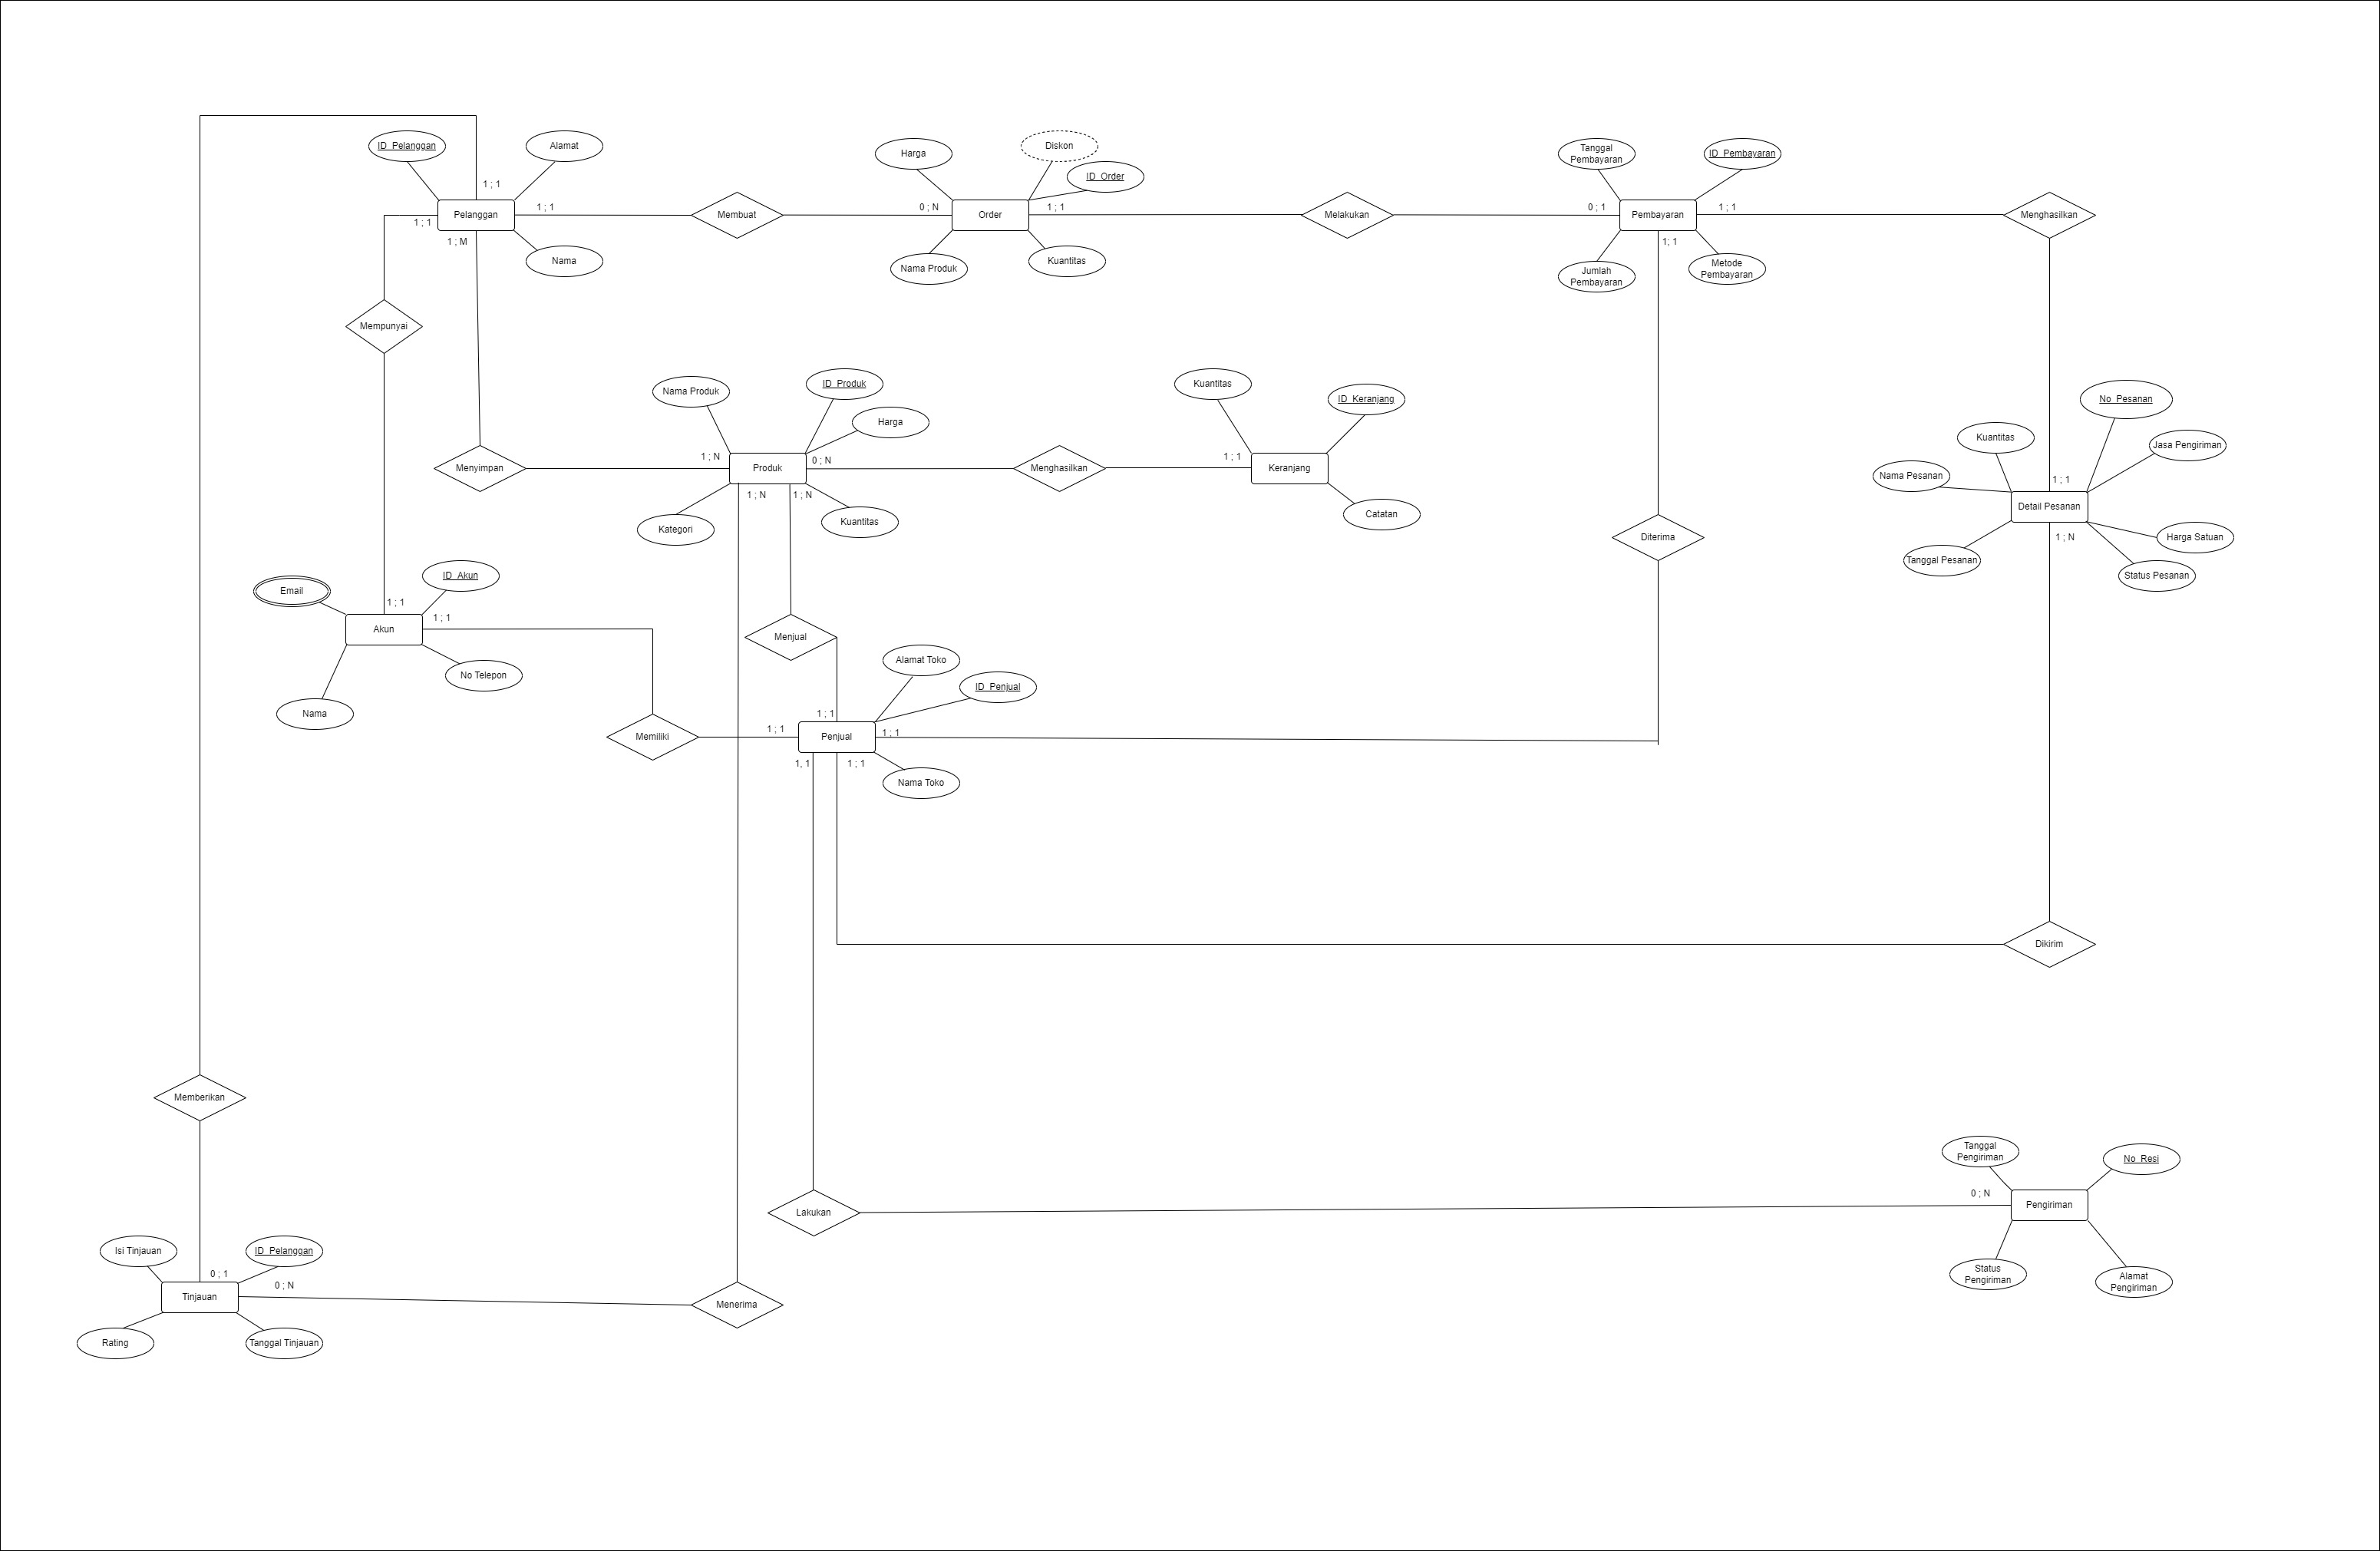 ID_Pelanggan
Alamat
1 ; 1
Pelanggan
1 ; 1
1 ; 1
1 ; M
Nama
Membuat
Harga
Diskon
ID_Order
0 ; N
Order
1 ; 1
Nama Produk
Kuantitas
Melakukan
Tanggal
Pembayaran
ID_Pembayaran
0 ; 1
Pembayaran
1 ; 1
1; 1
Jumlah
Pembayaran
Metode
Pembayaran
Menghasilkan
Mempunyai
Nama Produk
ID_Produk
Harga
Menyimpan
1 ; N
Produk
0 ; N
1 ; N
1 ; N
Kategori
Kuantitas
Menghasilkan
Kuantitas
ID_Keranjang
1 ; 1
Keranjang
Catatan
Kuantitas
No_Pesanan
Jasa Pengiriman
Nama Pesanan
1 ; 1
Detail Pesanan
1 ; N
Tanggal Pesanan
Harga Satuan
Status Pesanan
Diterima
Email
ID_Akun
1 ; 1
Akun
1 ; 1
No Telepon
Nama
Menjual
Alamat Toko
ID_Penjual
1 ; 1
Memiliki
1 ; 1
Penjual
1 ; 1
1, 1
1 ; 1
Nama Toko
Dikirim
Memberikan
Tanggal
Pengiriman
No_Resi
0 ; N
Pengiriman
Lakukan
Status
Pengiriman
Alamat
Pengiriman
Isi Tinjauan
ID_Pelanggan
0 ; 1
0 ; N
Tinjauan
Menerima
Rating
Tanggal Tinjauan